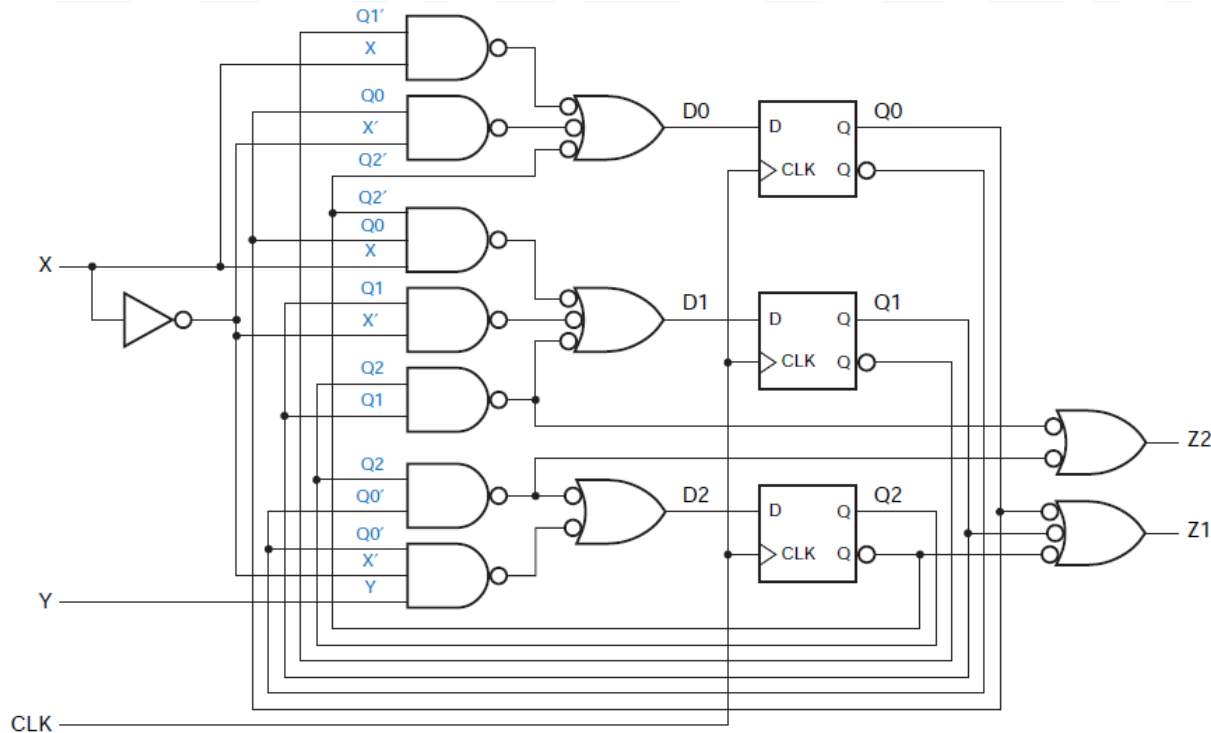 Q1′
X
Q0
X′
Q2′
D0
D Q
CLK Q
Q0
Q2′
Q0
X
X
Q1
X′
D1
D Q
CLK Q
Q1
Q2
Q1
Z2
Q2
Q0′
D2
D Q
CLK Q
Q2
Z1
Q0′
X′
Y
Y
CLK